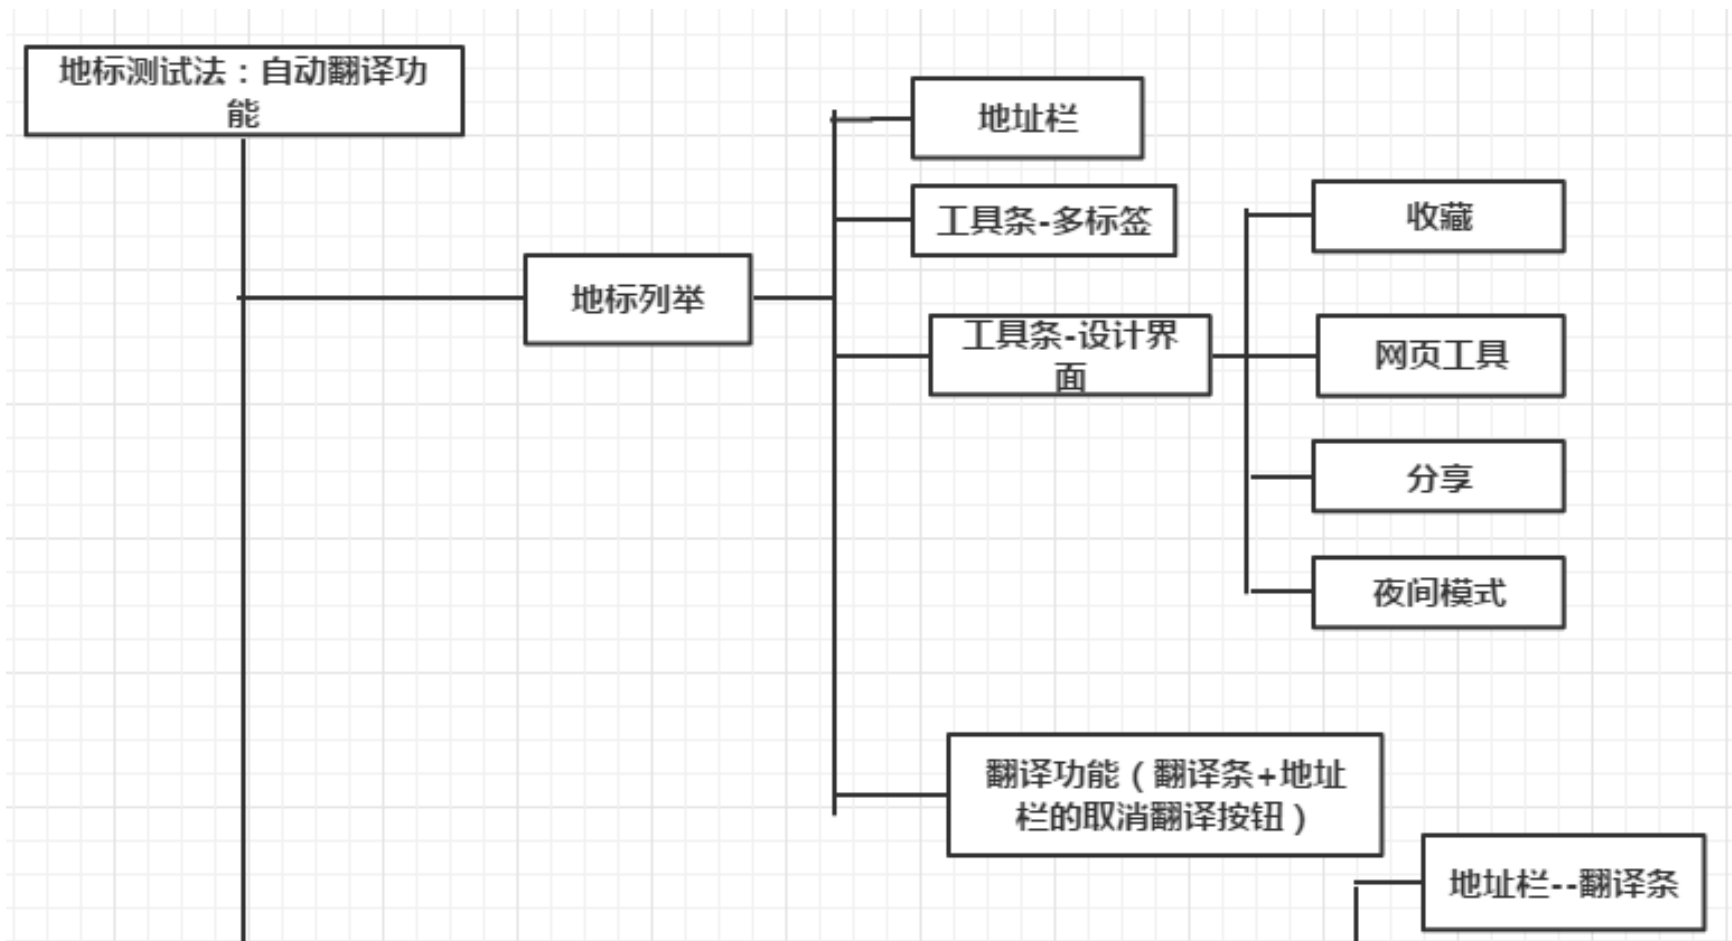 地标测试法：自动翻译功
能
地标列举
地址栏
工具条-多标签
工具条-设计界
面
收藏
网页工具
分享
夜间模式
翻译功能（翻译条+地址
栏的取消翻译按钮）
地址栏--翻译条